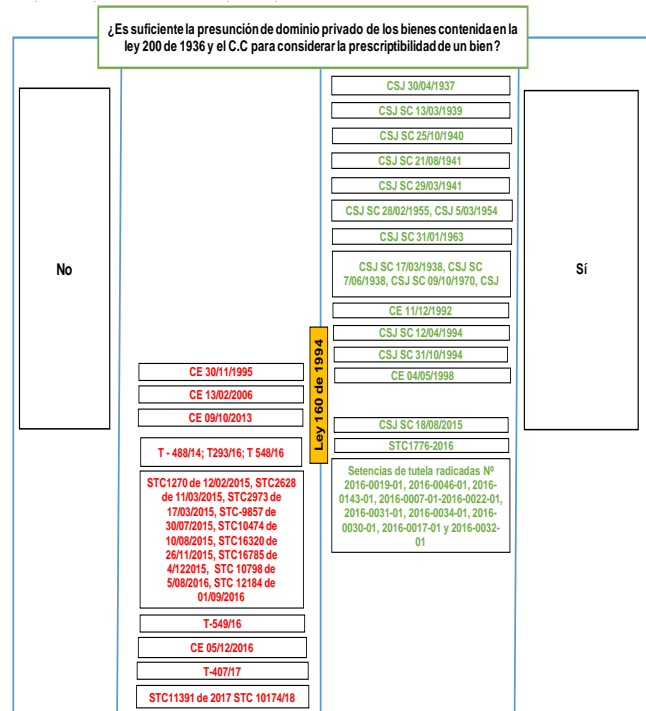 ¿Es suficiente la presunción de dominio privado de los bienes contenida en la
ley 200 de 1936 y el C.C para considerar la prescriptibilidad de un bien?
No
Sí
CSJ 30/04/1937
CSJ SC 13/03/1939
CSJ SC 25/10/1940
CSJ SC 21/08/1941
CSJ SC 29/03/1941
CSJ SC 28/02/1955, CSJ 5/03/1954
CSJ SC 31/01/1963
CSJ SC 17/03/1938, CSJ SC
7/06/1938, CSJ SC 09/10/1970, CSJ
CE 11/12/1992
CSJ SC 12/04/1994
CSJ SC 31/10/1994
CE 04/05/1998
CSJ SC 18/08/2015
STC1776-2016
Setencias de tutela radicadas Nº
2016-0019-01, 2016-0046-01, 2016-
0143-01, 2016-0007-01-2016-0022-01,
2016-0031-01, 2016-0034-01, 2016-
0030-01, 2016-0017-01 y 2016-0032-
01
Ley 160 de 1994
CE 30/11/1995
CE 13/02/2006
CE 09/10/2013
T - 488/14; T293/16; T 548/16
STC1270 de 12/02/2015, STC2628
de 11/03/2015, STC2973 de
17/03/2015, STC-9857 de
30/07/2015, STC10474 de
10/08/2015, STC16320 de
26/11/2015, STC16785 de
4/122015, STC 10798 de
5/08/2016, STC 12184 de
01/09/2016
T-549/16
CE 05/12/2016
T-407/17
STC11391 de 2017 STC 10174/18